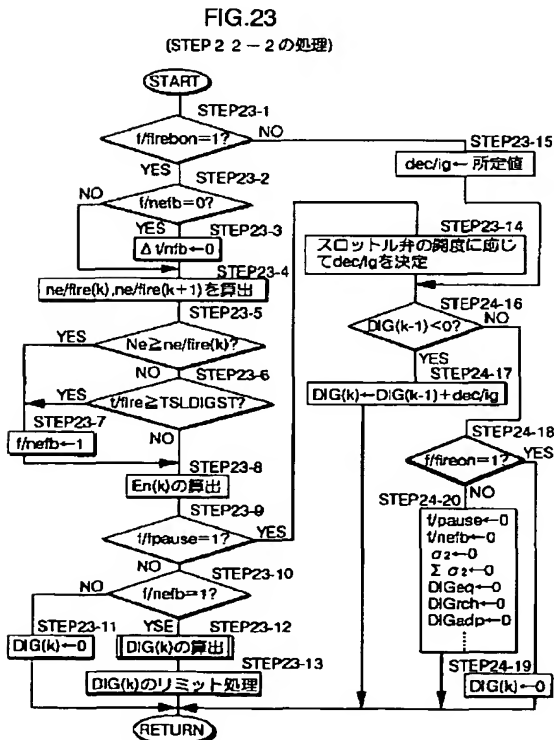 FIG.23
(STEP22-2の処理)
START
STEP23-1
f/firebon=1?
NO
YES
STEP23-15
dec/ig←所定値
STEP23-2
NO
f/nefb=0?
YES
STEP23-3
Δt/nfb←0
STEP23-4
ne/fire(k),ne/fire(k+1)を算出
STEP23-5
YES
Ne≧ne/fire(k)?
STEP23-6
YES
t/fire≧TSLDIGST?
NO
STEP23-7
f/nefb←1
STEP23-8
En(k)の算出
STEP23-9
f/fpause=1?
YES
NO
STEP23-10
NO
f/nefb=1?
STEP23-11
DIG(k)←0
YSE
STEP23-12
DIG(k)の算出
STEP23-13
DIG(k)のリミット処理
STEP23-14
スロットル弁の開度に応じ
てdec/igを決定
STEP24-16
DIG(k-1)<0?
NO
YES
STEP24-17
DIG(k)←DIG(k-1)+dec/ig
STEP24-18
f/fireon=1?
YES
NO
STEP24-20
f/pause←0
f/nefb←0
σ2←0
Σσ2←0
DIGeq←0
DIGrch←0
DIGadp←0
⋮
STEP24-19
DIG(k)←0
RETURN